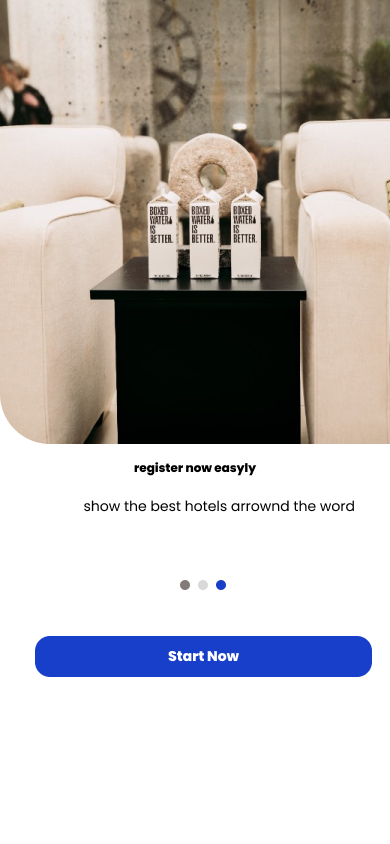 BOXED BOXED BOXED
WATER WATER WATER
IS IS IS
BETTER. BETTER. BETTER.
register now easyly
show the best hotels arrownd the word
Start Now